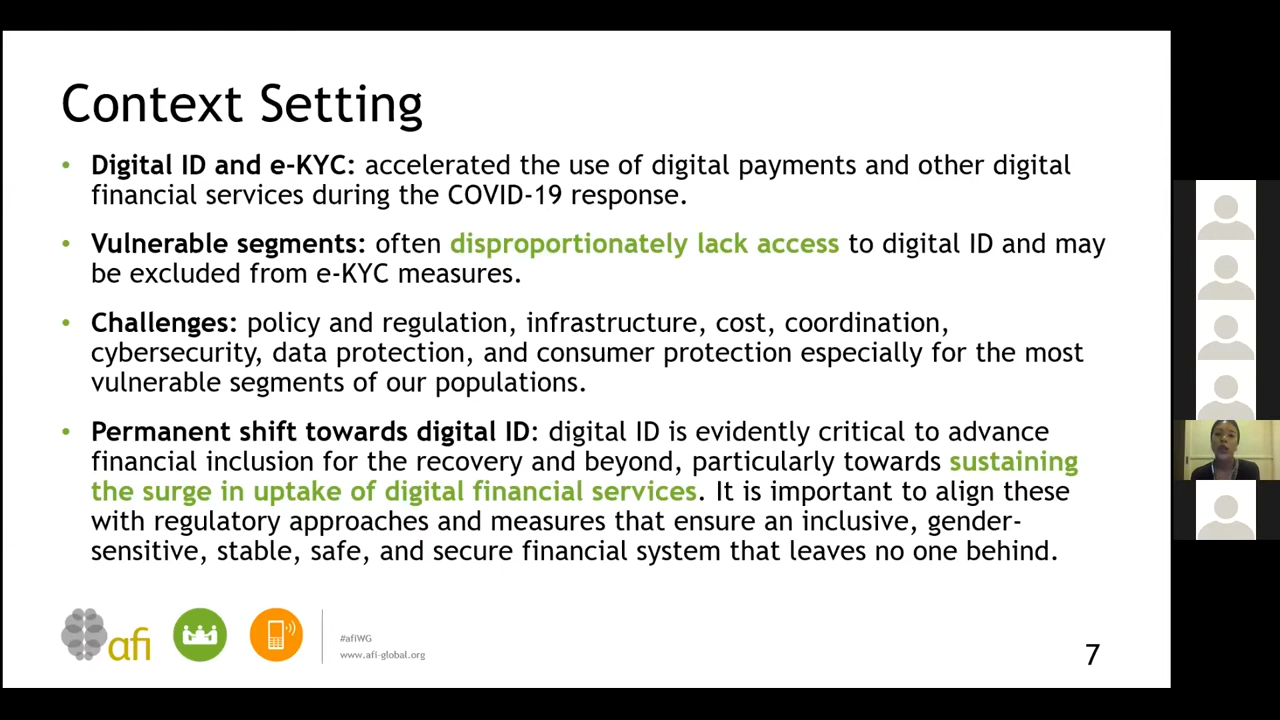 Context Setting
• Digital ID and e-KYC: accelerated the use of digital payments and other digital
financial services during the COVID-19 response.
• Vulnerable segments: often disproportionately lack access to digital ID and may
be excluded from e-KYC measures.
• Challenges: policy and regulation, infrastructure, cost, coordination,
cybersecurity, data protection, and consumer protection especially for the most
vulnerable segments of our populations.
• Permanent shift towards digital ID: digital ID is evidently critical to advance
financial inclusion for the recovery and beyond, particularly towards sustaining
the surge in uptake of digital financial services. It is important to align these
with regulatory approaches and measures that ensure an inclusive, gender-
sensitive, stable, safe, and secure financial system that leaves no one behind.
afi
#afiWG
www.afi-global.org
7